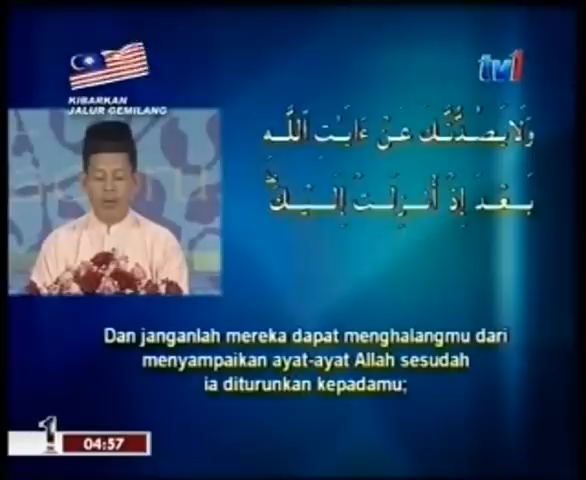 KIBARKAN
JALUR GEMILANG
tv1
وَلَا يَصُدُّنَّكَ عَنْ ءَايَٰتِ ٱللَّهِ
بَعْدَ إِذْ أُنزِلَتْ إِلَيْكَ ۖ
Dan janganlah mereka dapat menghalangmu dari
menyampaikan ayat-ayat Allah sesudah
ia diturunkan kepadamu;
1
04:57